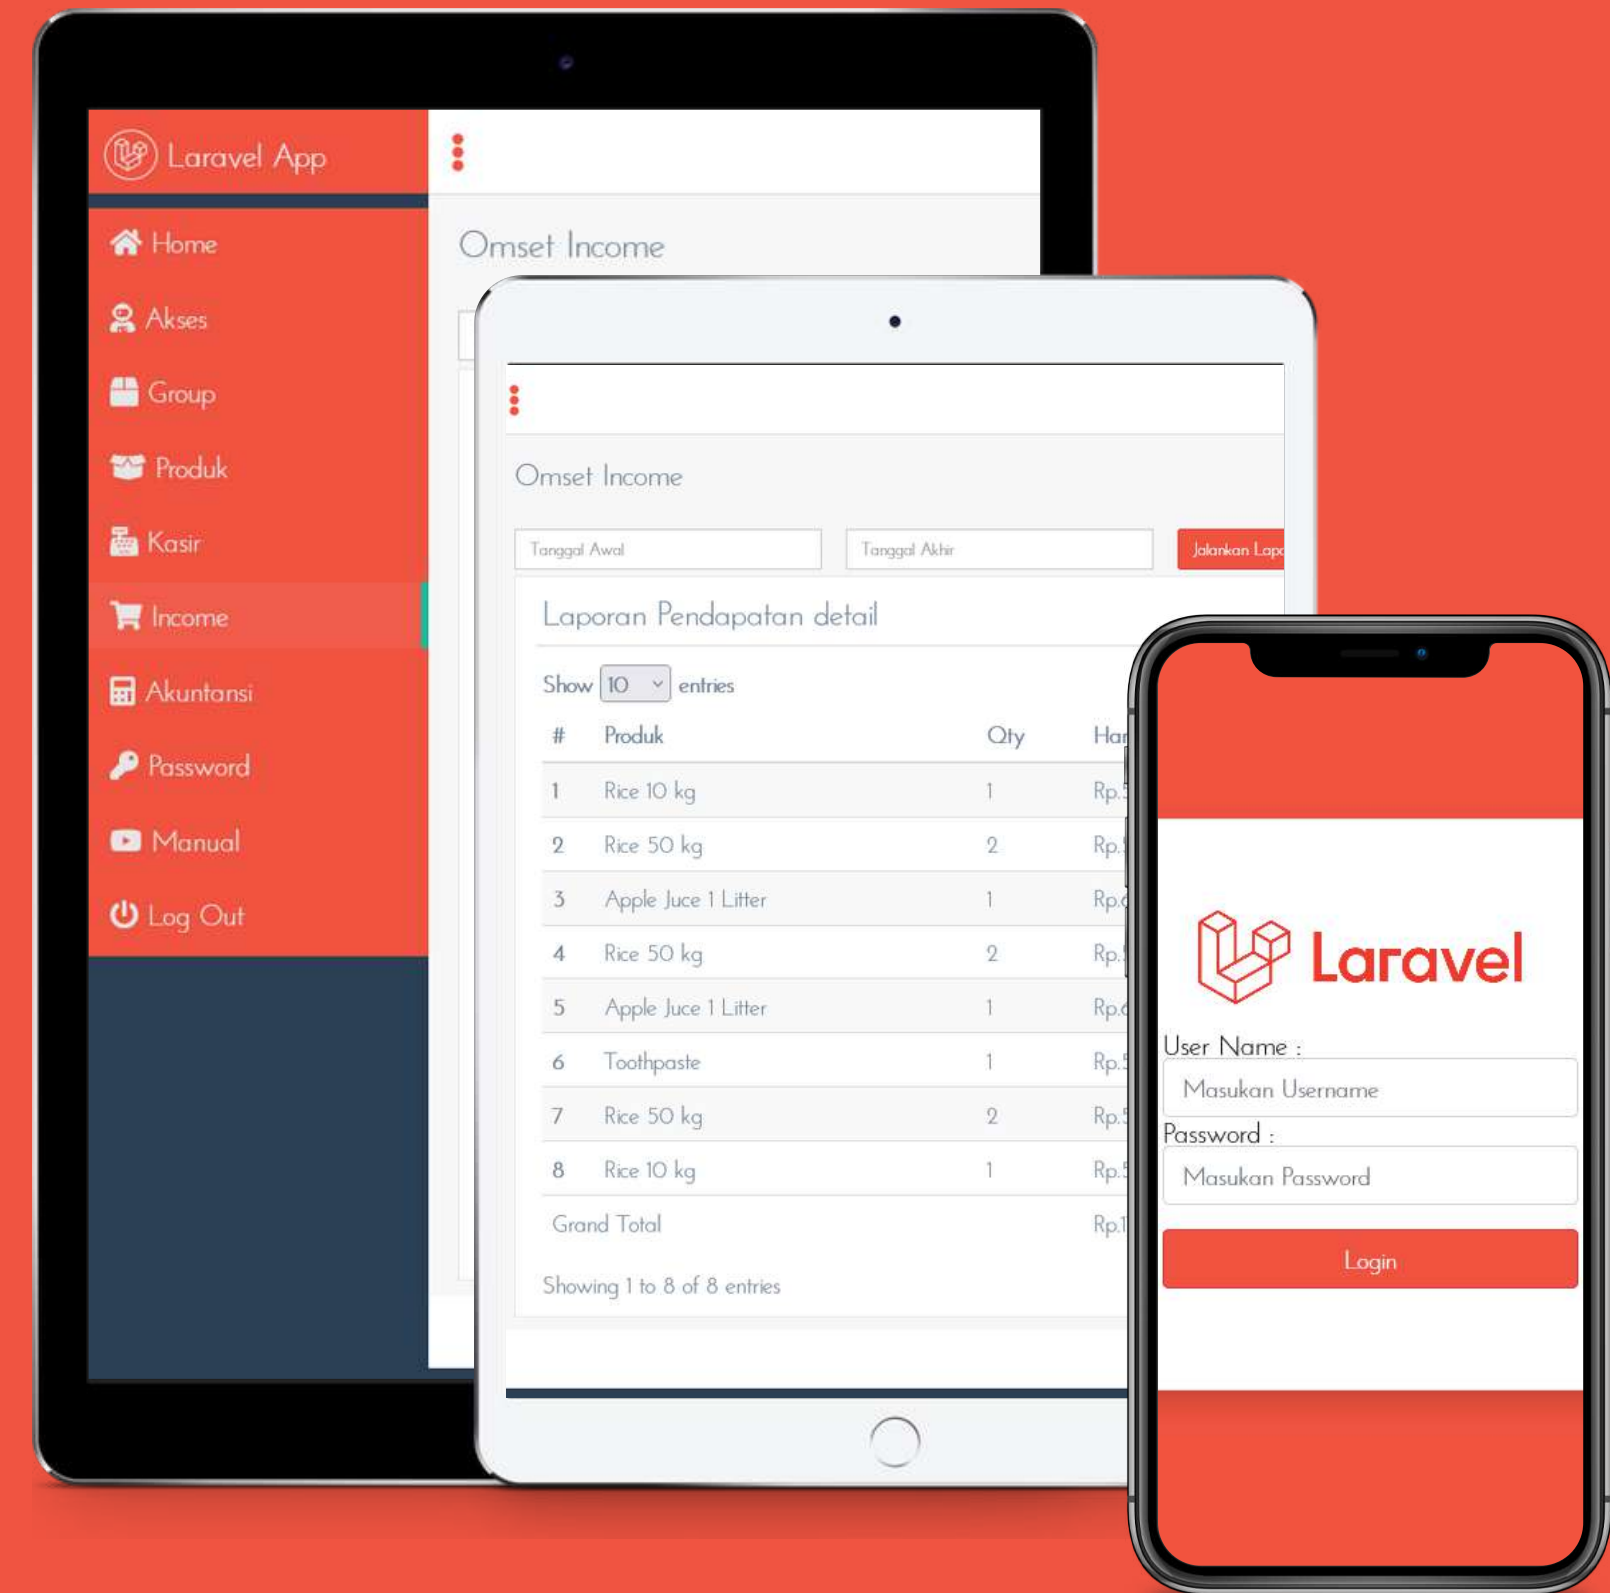 Laravel App
Home
Akses
Group
Produk
Kasir
Income
Akuntansi
Password
Manual
Log Out
Omset Income
Omset Income
Tanggal Awal Tanggal Akhir Jalankan
Laporan Pendapatan detail
Show 10 entries
# Produk Qty
1 Rice 10 kg 1
2 Rice 50 kg 2
3 Apple Juce 1 Litter 1
4 Rice 50 kg 2
5 Apple Juce 1 Litter 1
6 Toothpaste 1
7 Rice 50 kg 2
8 Rice 10 kg 1
Grand Total
Showing 1 to 8 of 8 entries
Laravel
User Name :
Masukan Username
Password :
Masukan Password
Login